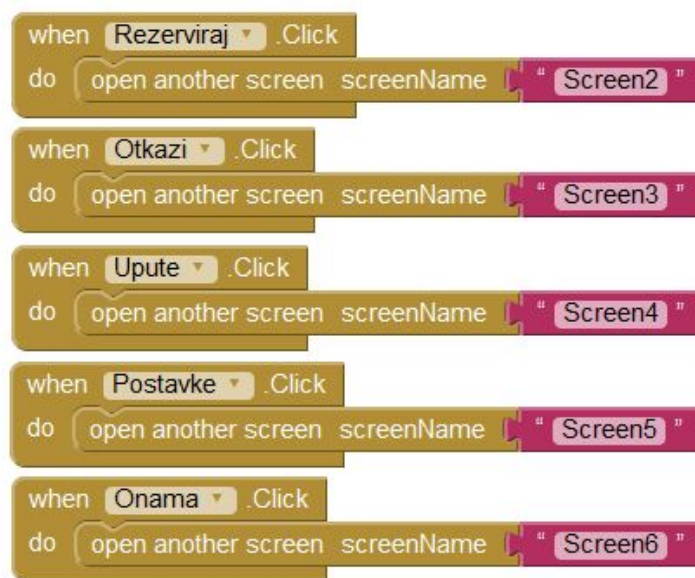 when Rezerviraj .Click
do open another screen screenName " Screen2 "
when Otkazi .Click
do open another screen screenName " Screen3 "
when Upute .Click
do open another screen screenName " Screen4 "
when Postavke .Click
do open another screen screenName " Screen5 "
when Onama .Click
do open another screen screenName " Screen6 "